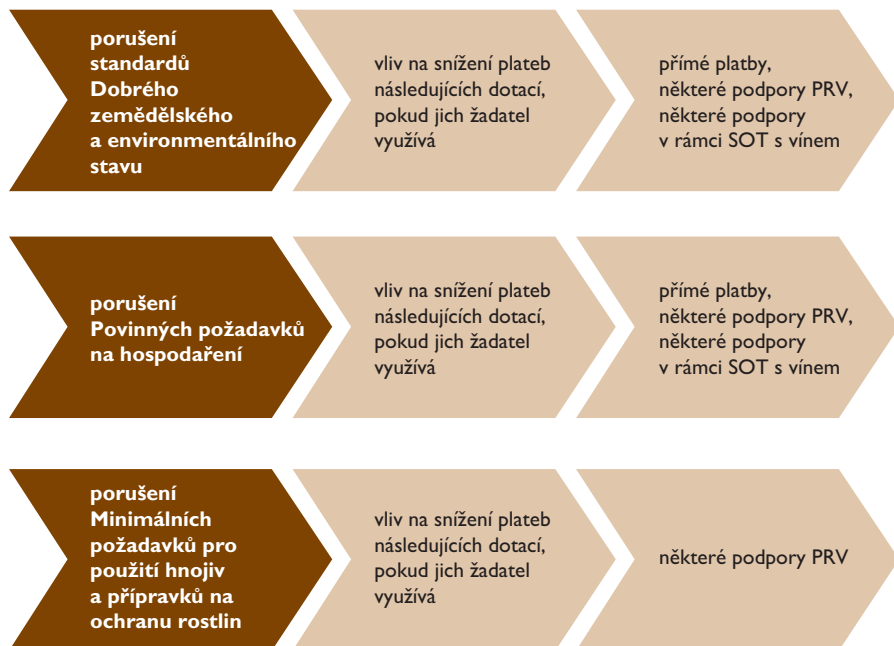 porušení
standardů
Dobrého
zemědělského
a environmentálního
stavu
vliv na snížení plateb
následujících dotací,
pokud jich žadatel
využívá
přímé platby,
některé podpory PRV,
některé podpory
v rámci SOT s vínem
porušení
Povinných požadavků
na hospodaření
vliv na snížení plateb
následujících dotací,
pokud jich žadatel
využívá
přímé platby,
některé podpory PRV,
některé podpory
v rámci SOT s vínem
porušení
Minimálních
požadavků pro
použití hnojiv
a přípravků na
ochranu rostlin
vliv na snížení plateb
následujících dotací,
pokud jich žadatel
využívá
některé podpory PRV